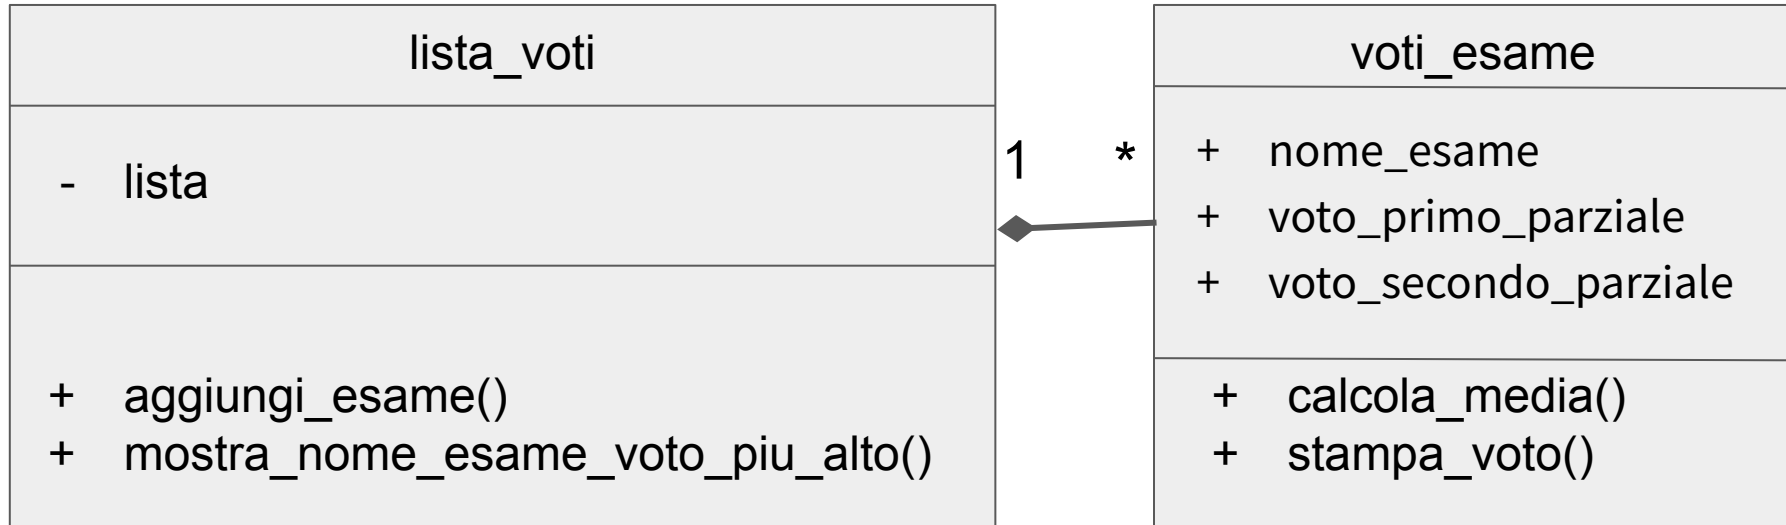 lista_voti
- lista
+ aggiungi_esame()
+ mostra_nome_esame_voto_piu_alto()
1 *
voti_esame
+ nome_esame
+ voto_primo_parziale
+ voto_secondo_parziale
+ calcola_media()
+ stampa_voto()